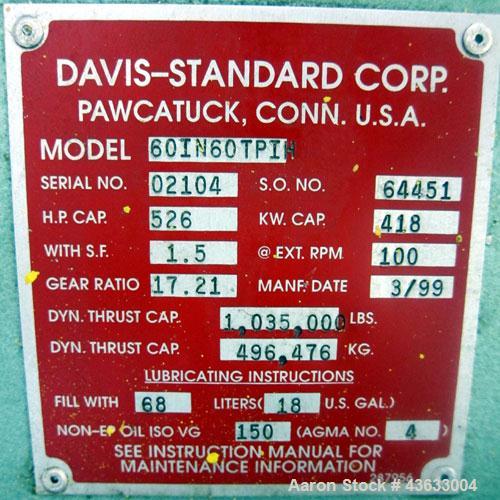 DAVIS-STANDARD CORP.
PAWCATUCK, CONN. U.S.A.
MODEL 60IN60TPIH
SERIAL NO. 02104 S.O. NO. 64451
H.P. CAP. 526 KW. CAP. 418
WITH S.F. 1.5 @ EXT. RPM 100
GEAR RATIO 17.21 MANF. DATE 3/99
DYN. THRUST CAP. 1,035,000 LBS.
DYN. THRUST CAP. 496,476 KG.
LUBRICATING INSTRUCTIONS
FILL WITH 68 LITERS( 18 U.S. GAL.)
NON-EP OIL ISO VG 150 (AGMA NO. 4 )
SEE INSTRUCTION MANUAL FOR
MAINTENANCE INFORMATION
Aaron Stock # 43633004